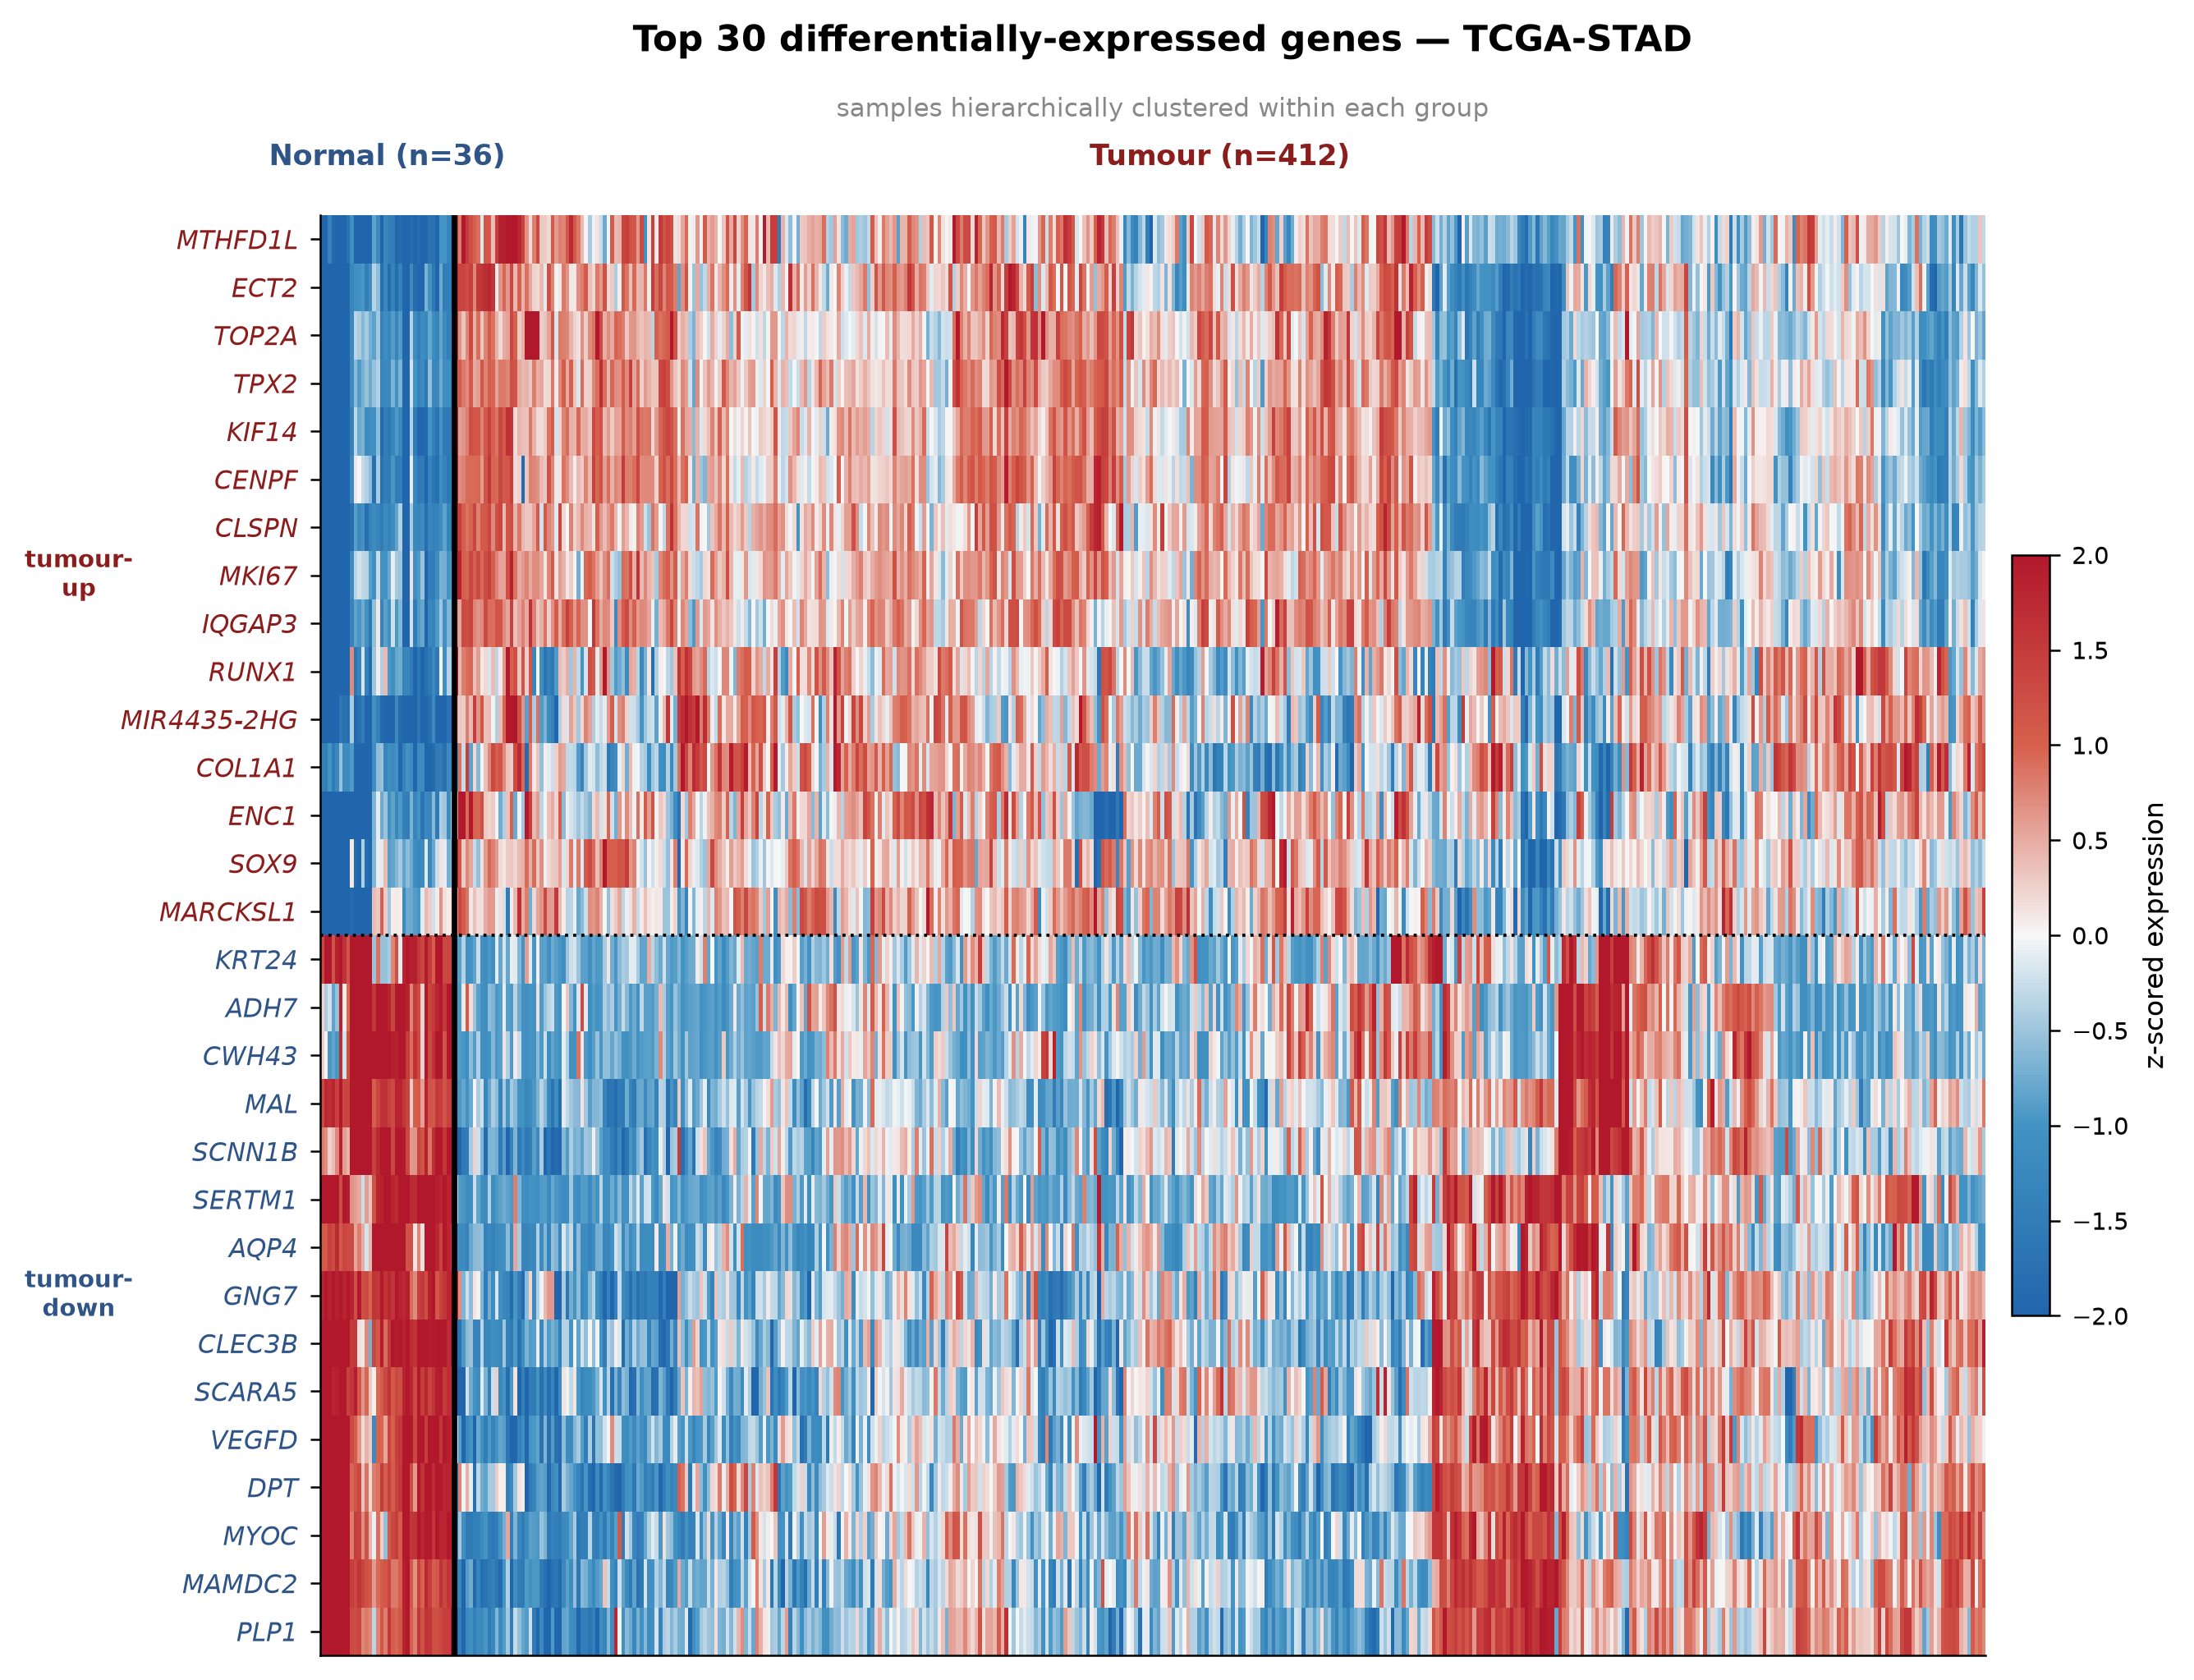 Top 30 differentially-expressed genes — TCGA-STAD
samples hierarchically clustered within each group
Normal (n=36)
Tumour (n=412)
tumour-
up
MTHFD1L
ECT2
TOP2A
TPX2
KIF14
CENPF
CLSPN
MKI67
IQGAP3
RUNX1
MIR4435-2HG
COL1A1
ENC1
SOX9
MARCKSL1
tumour-
down
KRT24
ADH7
CWH43
MAL
SCNN1B
SERTM1
AQP4
GNG7
CLEC3B
SCARA5
VEGFD
DPT
MYOC
MAMDC2
PLP1
2.0
1.5
1.0
0.5
0.0
−0.5
−1.0
−1.5
−2.0
z-scored expression